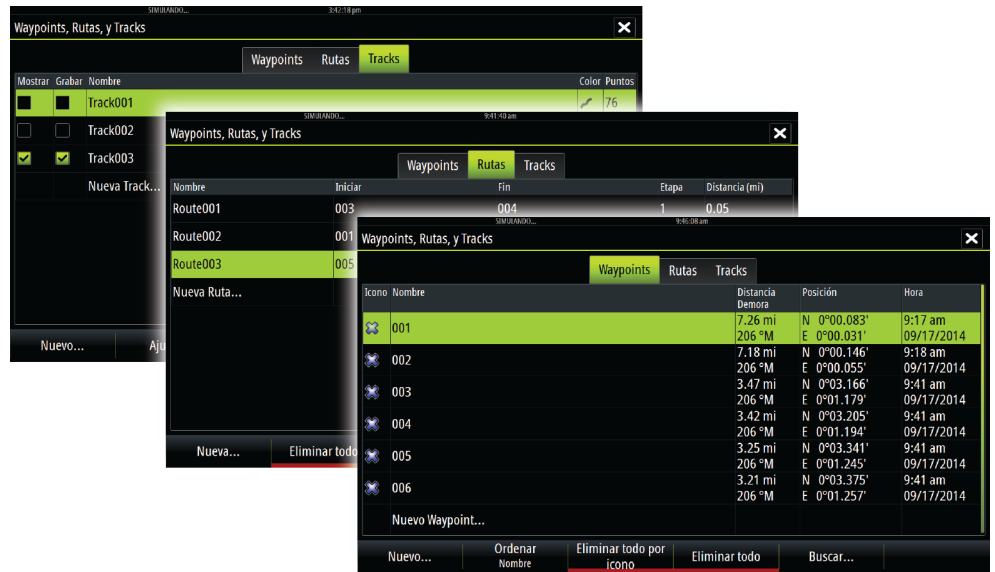 SIMULANDO... 3:42:18 pm
Waypoints, Rutas, y Tracks
Waypoints Rutas Tracks
Mostrar Grabar Nombre Color Puntos
Track001 76
Track002
Track003
Nueva Track...
Nuevo...
SIMULANDO... 9:41:40 am
Waypoints, Rutas, y Tracks
Waypoints Rutas Tracks
Nombre Iniciar Fin Etapa Distancia (mi)
Route001 003 004 1 0.05
Route002 001
Route003 005
Nueva Ruta...
Nueva... Eliminar todo
SIMULANDO... 9:46:08 am
Waypoints, Rutas, y Tracks
Waypoints Rutas Tracks
Icono Nombre Distancia Posición Hora
Demora
001 7.26 mi N 0°00.083' 9:17 am
206 °M E 0°00.031' 09/17/2014
002 7.18 mi N 0°00.146' 9:18 am
206 °M E 0°00.055' 09/17/2014
003 3.47 mi N 0°03.166' 9:41 am
206 °M E 0°01.179' 09/17/2014
004 3.42 mi N 0°03.205' 9:41 am
206 °M E 0°01.194' 09/17/2014
005 3.25 mi N 0°03.341' 9:41 am
206 °M E 0°01.245' 09/17/2014
006 3.21 mi N 0°03.375' 9:41 am
206 °M E 0°01.257' 09/17/2014
Nuevo Waypoint...
Nuevo... Ordenar Nombre Eliminar todo por icono Eliminar todo Buscar...